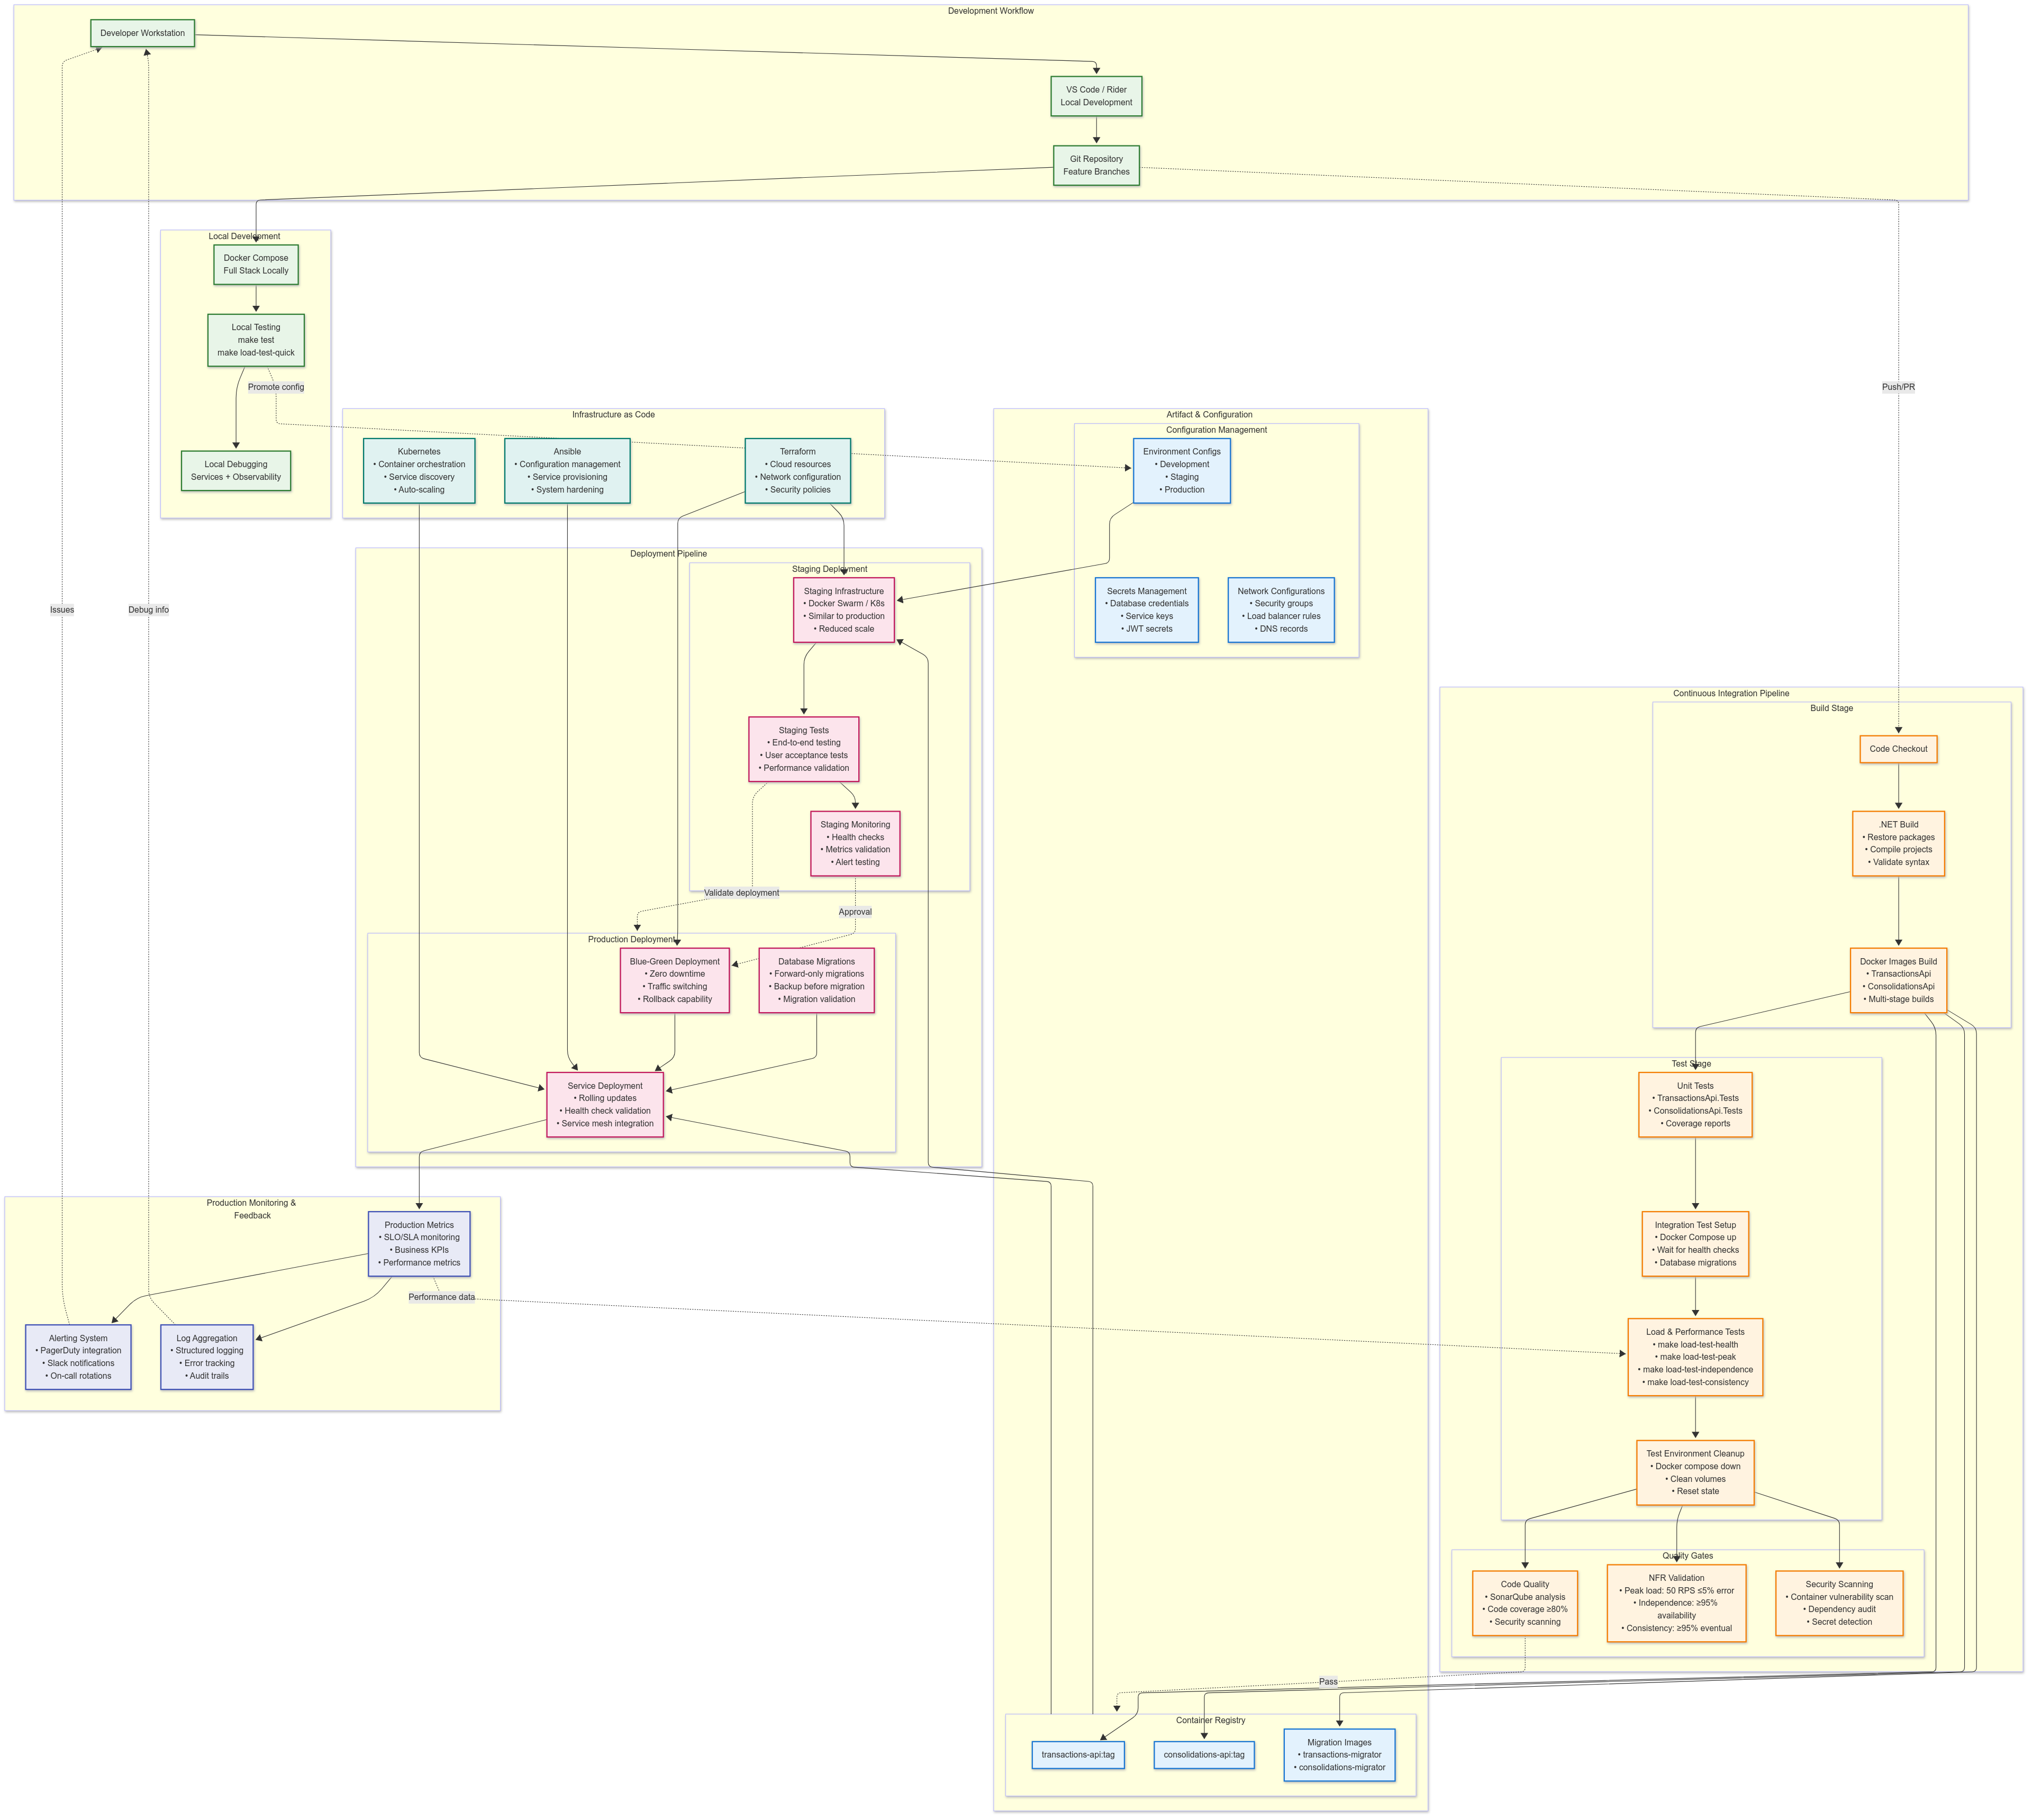 Development Workflow
Developer Workstation
VS Code / Rider
Local Development
Git Repository
Feature Branches
Local Development
Docker Compose
Full Stack Locally
Local Testing
make test
make load-test-quick
Promote config
Push/PR
Local Debugging
Services + Observability
Infrastructure as Code
Kubernetes
• Container orchestration
• Service discovery
• Auto-scaling
Ansible
• Configuration management
• Service provisioning
• System hardening
Terraform
• Cloud resources
• Network configuration
• Security policies
Artifact & Configuration
Configuration Management
Environment Configs
• Development
• Staging
• Production
Secrets Management
• Database credentials
• Service keys
• JWT secrets
Network Configurations
• Security groups
• Load balancer rules
• DNS records
Issues
Debug info
Deployment Pipeline
Staging Deployment
Staging Infrastructure
• Docker Swarm / K8s
• Similar to production
• Reduced scale
Staging Tests
• End-to-end testing
• User acceptance tests
• Performance validation
Staging Monitoring
• Health checks
• Metrics validation
• Alert testing
Validate deployment
Approval
Production Deployment
Blue-Green Deployment
• Zero downtime
• Traffic switching
• Rollback capability
Database Migrations
• Forward-only migrations
• Backup before migration
• Migration validation
Service Deployment
• Rolling updates
• Health check validation
• Service mesh integration
Continuous Integration Pipeline
Build Stage
Code Checkout
.NET Build
• Restore packages
• Compile projects
• Validate syntax
Docker Images Build
• TransactionsApi
• ConsolidationsApi
• Multi-stage builds
Test Stage
Unit Tests
• TransactionsApi.Tests
• ConsolidationsApi.Tests
• Coverage reports
Integration Test Setup
• Docker Compose up
• Wait for health checks
• Database migrations
Load & Performance Tests
• make load-test-health
• make load-test-peak
• make load-test-independence
• make load-test-consistency
Test Environment Cleanup
• Docker compose down
• Clean volumes
• Reset state
Quality Gates
Code Quality
• SonarQube analysis
• Code coverage ≥80%
• Security scanning
NFR Validation
• Peak load: 50 RPS ≤5% error
• Independence: ≥95%
availability
• Consistency: ≥95% eventual
Security Scanning
• Container vulnerability scan
• Dependency audit
• Secret detection
Production Monitoring &
Feedback
Production Metrics
• SLO/SLA monitoring
• Business KPIs
• Performance metrics
Performance data
Alerting System
• PagerDuty integration
• Slack notifications
• On-call rotations
Log Aggregation
• Structured logging
• Error tracking
• Audit trails
Pass
Container Registry
transactions-api:tag
consolidations-api:tag
Migration Images
• transactions-migrator
• consolidations-migrator